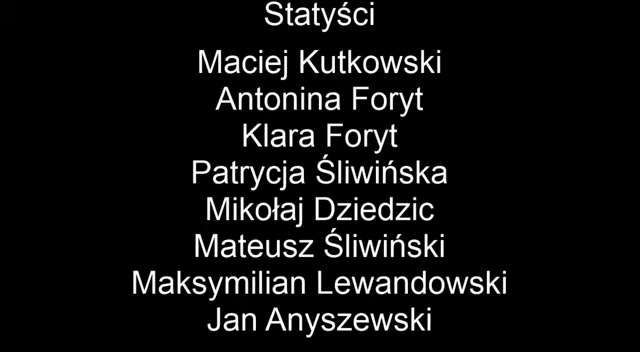 Statyści
Maciej Kutkowski
Antonina Foryt
Klara Foryt
Patrycja Śliwińska
Mikołaj Dziedzic
Mateusz Śliwiński
Maksymilian Lewandowski
Jan Anyszewski